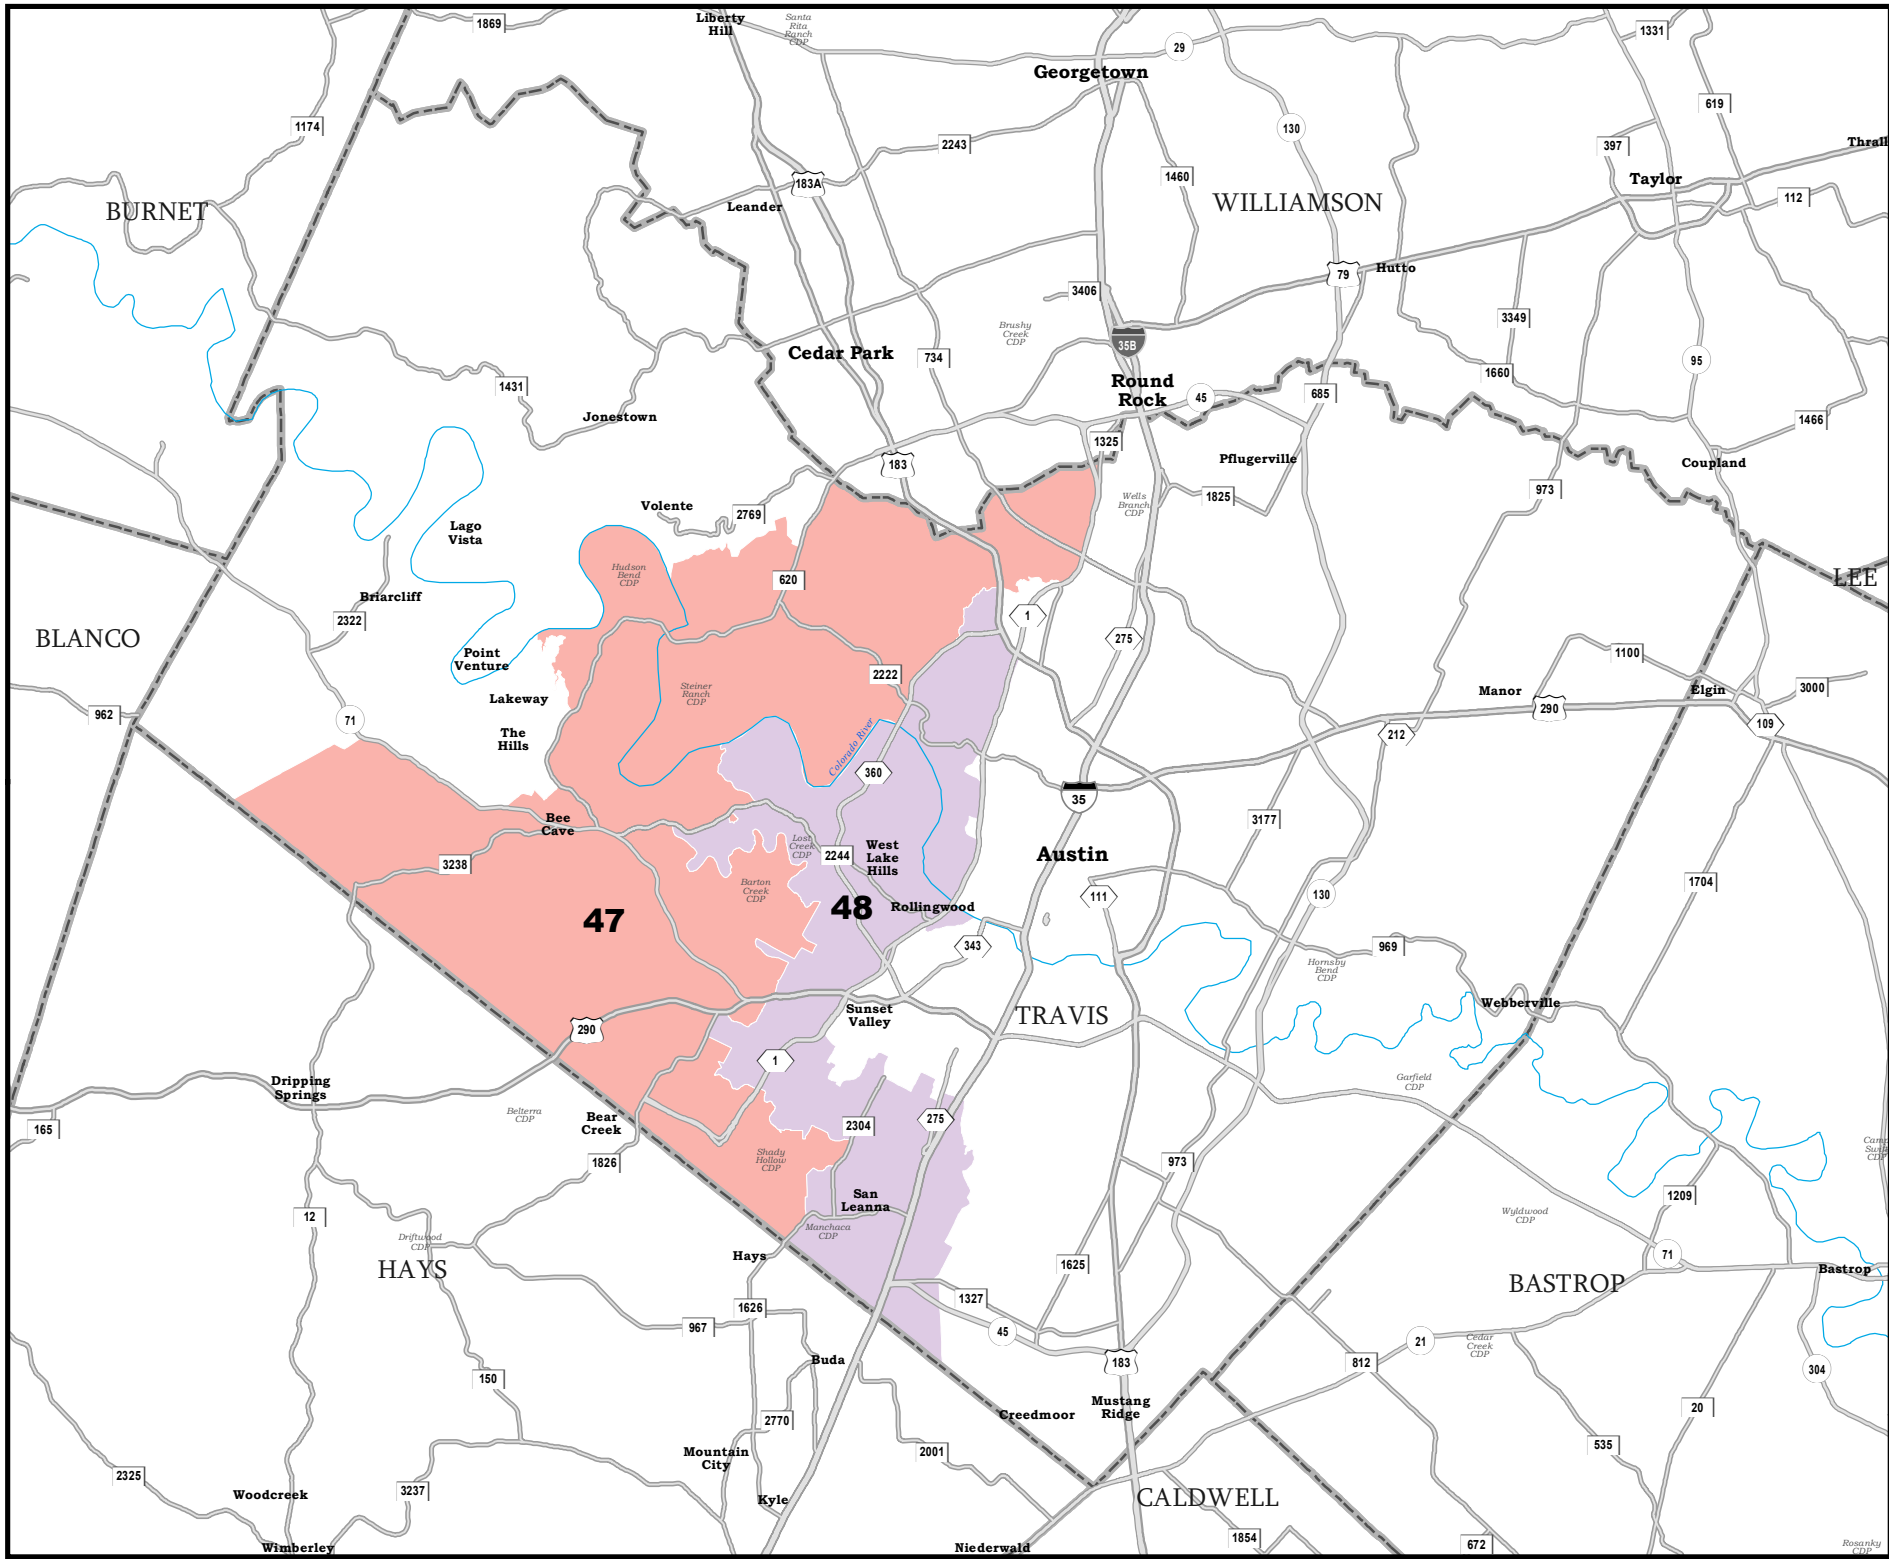 1869
Liberty
Hill
Santa
Rita
Ranch
CDP
29
1331
Georgetown
619
1174
130
2243
397
Thrall
183A
1460
Taylor
112
BURNET
Leander
WILLIAMSON
79
Hutto
3406
Brushy
Creek
CDP
3349
35B
Cedar Park
734
95
1660
1431
Round
Rock
45
685
Jonestown
1466
1325
183
Pflugerville
Coupland
973
1825
Wells
Branch
CDP
Volente
2769
Lago
Vista
Hudson
Bend
CDP
620
LEE
Briarcliff
2322
1
275
BLANCO
Point
Venture
1100
2222
Steiner
Ranch
CDP
Manor
Elgin
3000
Lakeway
962
71
290
109
The
Hills
212
Colorado River
360
35
Bee
Cave
3177
Lost
Creek
CDP
2244
West
Lake
Hills
Austin
3238
Barton
Creek
CDP
1704
111
130
47
48
Rollingwood
343
969
Hornsby
Bend
CDP
Webberville
290
Sunset
Valley
TRAVIS
1
Dripping
Springs
Garfield
CDP
Belterra
CDP
Bear
Creek
165
2304
275
Shady
Hollow
CDP
1826
973
Camp
Swift
CDP
San
Leanna
1209
12
Wyldwood
CDP
Manchaca
CDP
Driftwood
CDP
Hays
71
HAYS
1625
BASTROP
Bastrop
1327
1626
967
45
21
Cedar
Creek
CDP
Buda
183
812
304
150
Mustang
Ridge
Creedmoor
20
2770
535
Mountain
City
2001
2325
Woodcreek
3237
Kyle
CALDWELL
1854
672
Wimberley
Niederwald
Rosanky
CDP